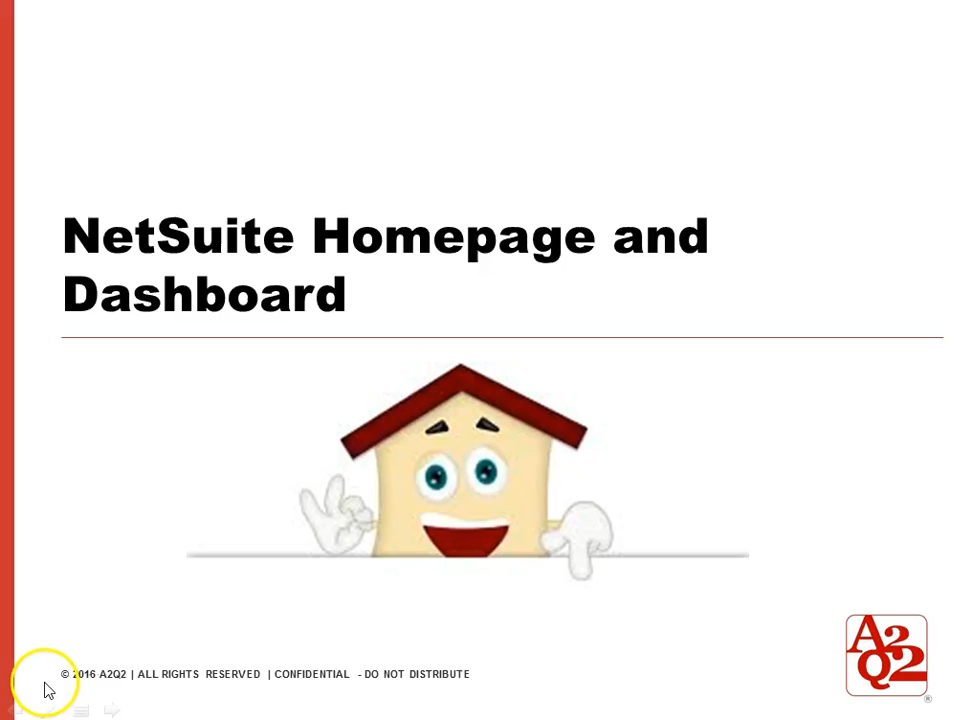 NetSuite Homepage and
Dashboard
© 2016 A2Q2 | ALL RIGHTS RESERVED | CONFIDENTIAL - DO NOT DISTRIBUTE
A2
Q2
®